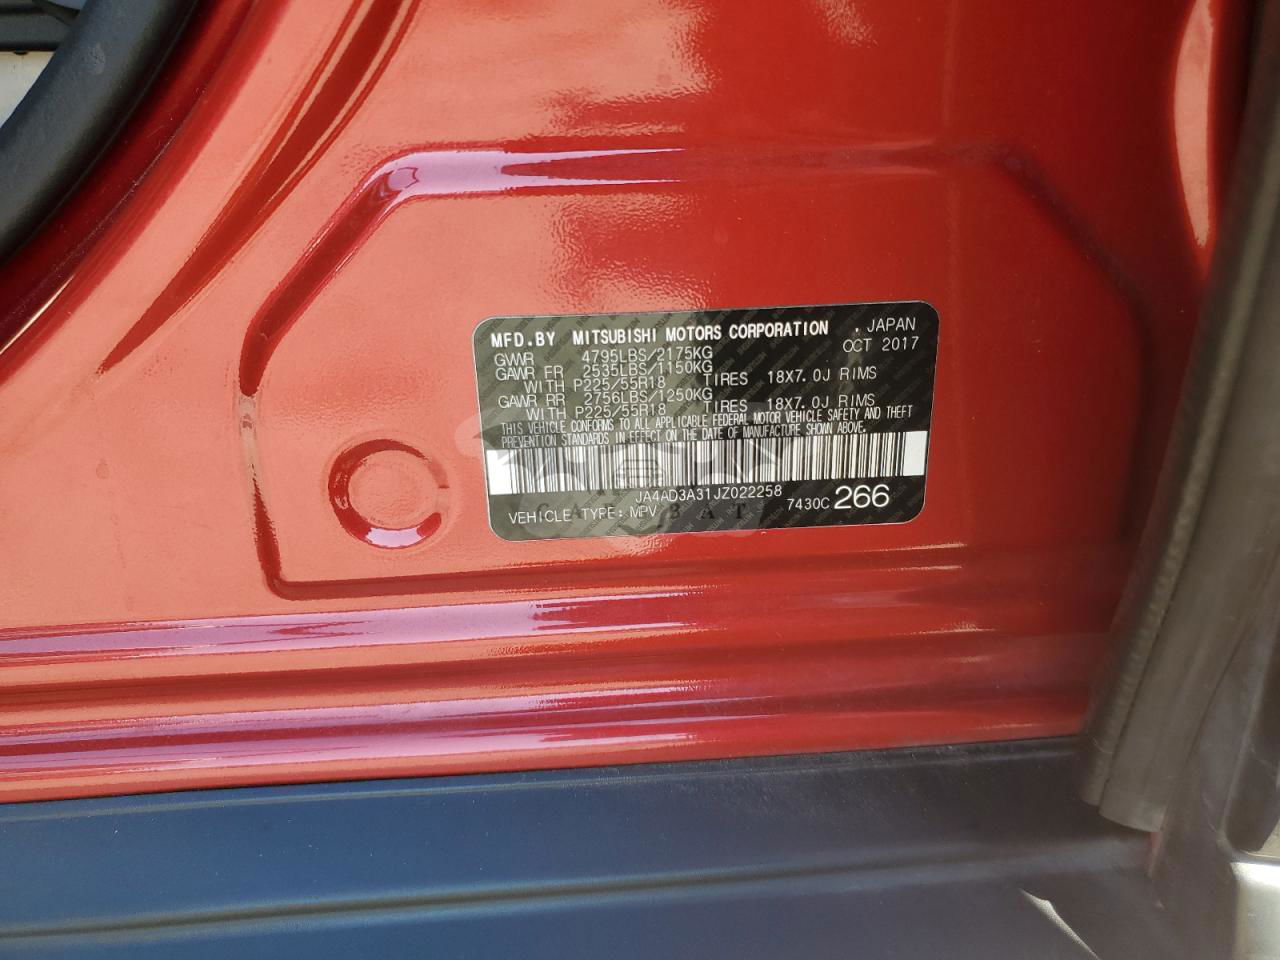 MFD.BY MITSUBISHI MOTORS CORPORATION . JAPAN
GVWR 4795LBS/2175KG OCT 2017
GAWR FR 2535LBS/1150KG
WITH P225/55R18 TIRES 18X7.0J RIMS
GAWR RR 2756LBS/1250KG
WITH P225/55R18 TIRES 18X7.0J RIMS
THIS VEHICLE CONFORMS TO ALL APPLICABLE FEDERAL MOTOR VEHICLE SAFETY AND THEFT
PREVENTION STANDARDS IN EFFECT ON THE DATE OF MANUFACTURE SHOWN ABOVE.
JA4AD3A31JZ022258
VEHICLE TYPE: MPV 7430C 266